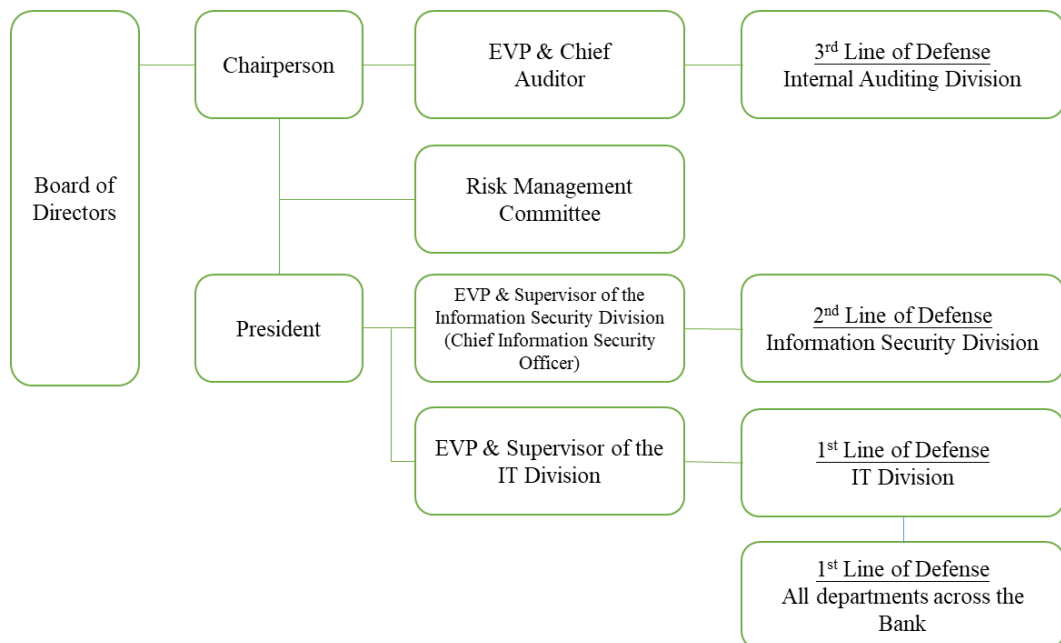 Board of
Directors
Chairperson
EVP & Chief
Auditor
3rd Line of Defense
Internal Auditing Division
Risk Management
Committee
President
EVP & Supervisor of the
Information Security Division
(Chief Information Security
Officer)
2nd Line of Defense
Information Security Division
EVP & Supervisor of the
IT Division
1st Line of Defense
IT Division
1st Line of Defense
All departments across the
Bank